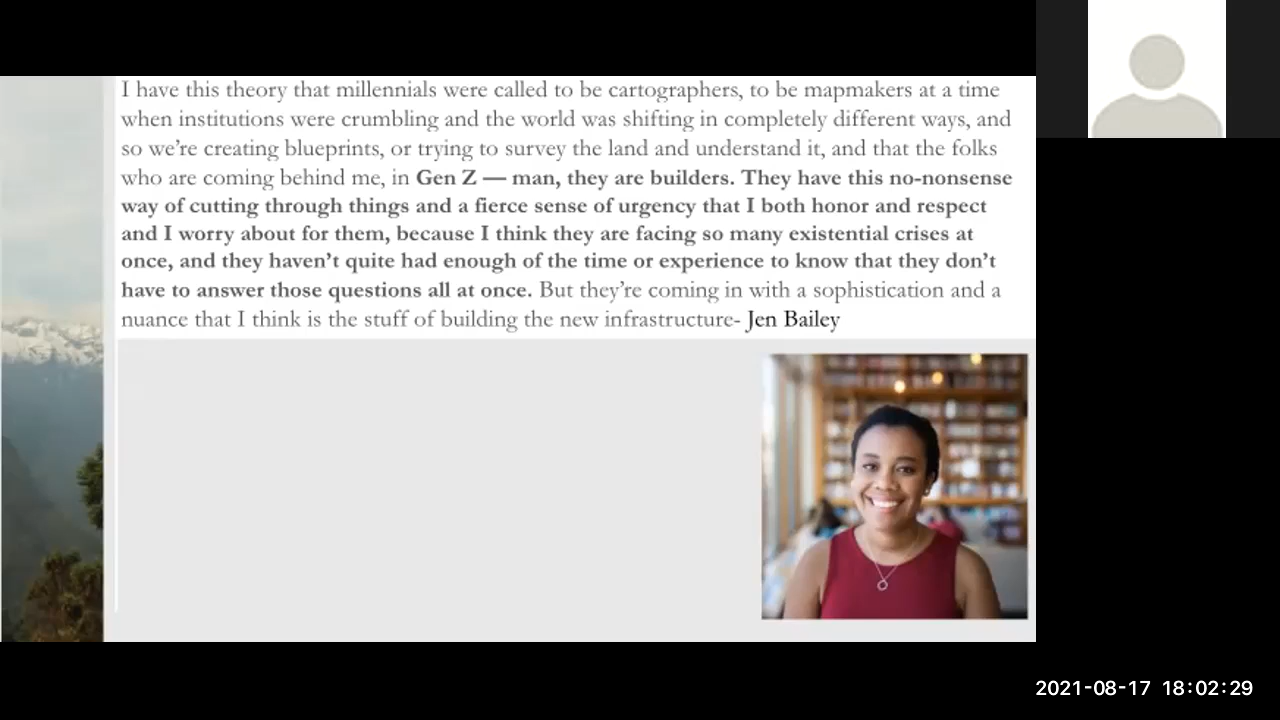 I have this theory that millennials were called to be cartographers, to be mapmakers at a time
when institutions were crumbling and the world was shifting in completely different ways, and
so we’re creating blueprints, or trying to survey the land and understand it, and that the folks
who are coming behind me, in Gen Z — man, they are builders. They have this no-nonsense
way of cutting through things and a fierce sense of urgency that I both honor and respect
and I worry about for them, because I think they are facing so many existential crises at
once, and they haven’t quite had enough of the time or experience to know that they don’t
have to answer those questions all at once. But they’re coming in with a sophistication and a
nuance that I think is the stuff of building the new infrastructure- Jen Bailey
2021-08-17 18:02:29